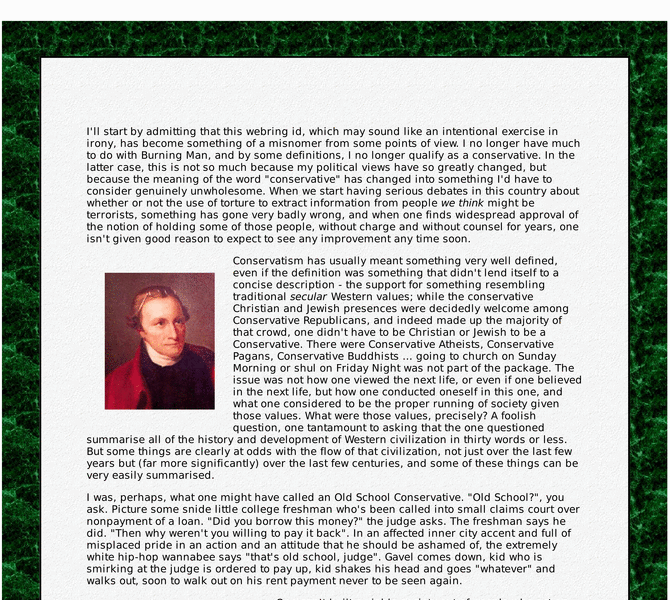 I'll start by admitting that this webring id, which may sound like an intentional exercise in
irony, has become something of a misnomer from some points of view. I no longer have much
to do with Burning Man, and by some definitions, I no longer qualify as a conservative. In the
latter case, this is not so much because my political views have so greatly changed, but
because the meaning of the word "conservative" has changed into something I'd have to
consider genuinely unwholesome. When we start having serious debates in this country about
whether or not the use of torture to extract information from people we think might be
terrorists, something has gone very badly wrong, and when one finds widespread approval of
the notion of holding some of those people, without charge and without counsel for years, one
isn't given good reason to expect to see any improvement any time soon.
Conservatism has usually meant something very well defined,
even if the definition was something that didn't lend itself to a
concise description - the support for something resembling
traditional secular Western values; while the conservative
Christian and Jewish presences were decidedly welcome among
Conservative Republicans, and indeed made up the majority of
that crowd, one didn't have to be Christian or Jewish to be a
Conservative. There were Conservative Atheists, Conservative
Pagans, Conservative Buddhists ... going to church on Sunday
Morning or shul on Friday Night was not part of the package. The
issue was not how one viewed the next life, or even if one believed
in the next life, but how one conducted oneself in this one, and
what one considered to be the proper running of society given
those values. What were those values, precisely? A foolish
question, one tantamount to asking that the one questioned
summarise all of the history and development of Western civilization in thirty words or less.
But some things are clearly at odds with the flow of that civilization, not just over the last few
years but (far more significantly) over the last few centuries, and some of these things can be
very easily summarised.
I was, perhaps, what one might have called an Old School Conservative. "Old School?", you
ask. Picture some snide little college freshman who's been called into small claims court over
nonpayment of a loan. "Did you borrow this money?" the judge asks. The freshman says he
did. "Then why weren't you willing to pay it back". In an affected inner city accent and full of
misplaced pride in an action and an attitude that he should be ashamed of, the extremely
white hip-hop wannabee says "that's old school, judge". Gavel comes down, kid who is
smirking at the judge is ordered to pay up, kid shakes his head and goes "whatever" and
walks out, soon to walk out on his rent payment never to be seen again.